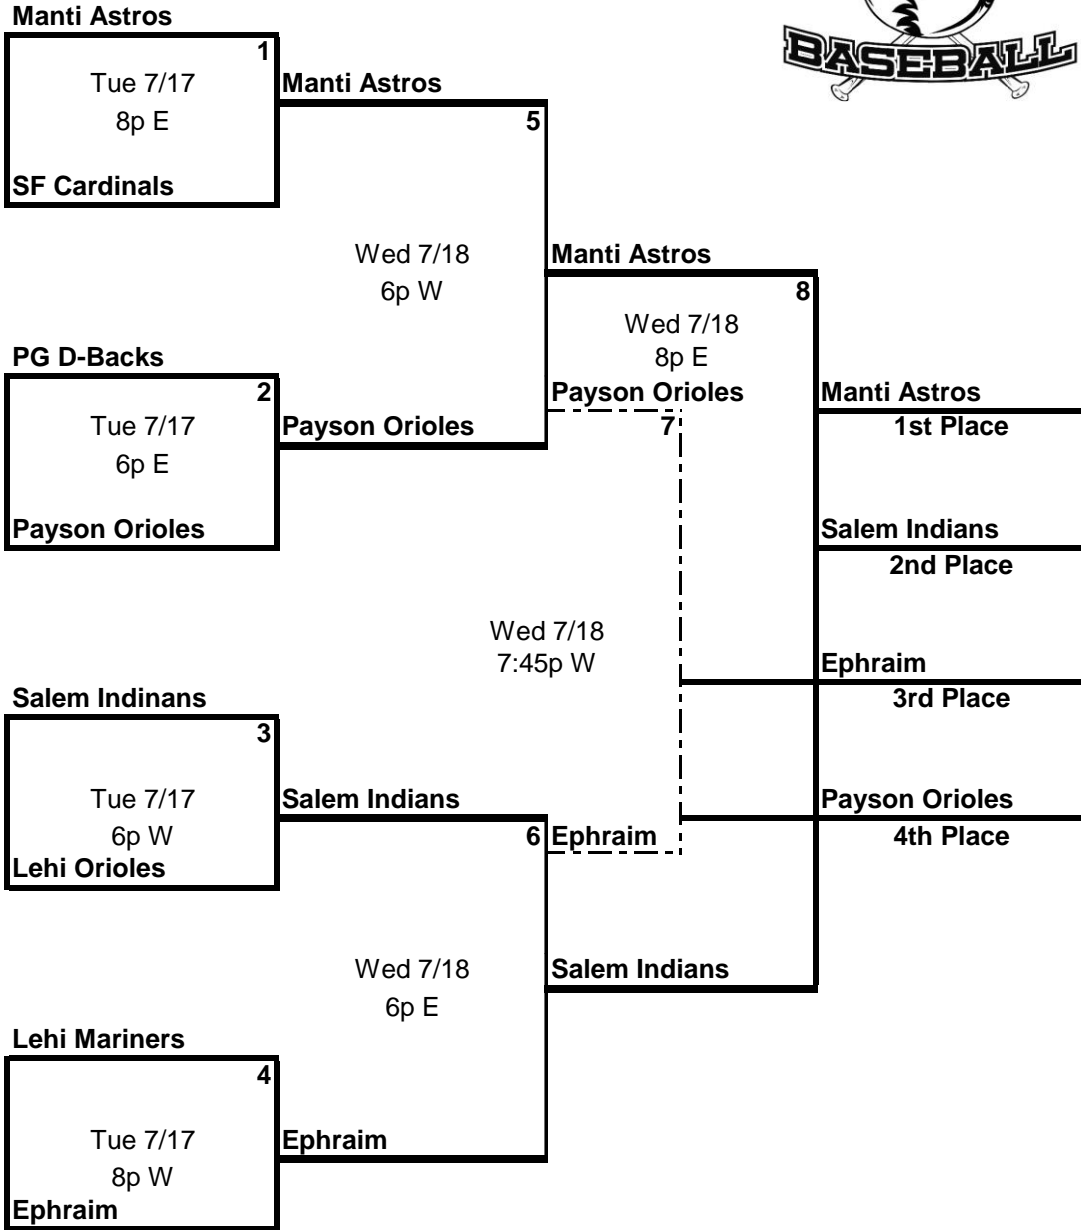 Manti Astros
BASEBALL
1
Tue 7/17
Manti Astros
8p E
5
SF Cardinals
Wed 7/18
Manti Astros
6p W
8
Wed 7/18
PG D-Backs
8p E
2
Payson Orioles
Manti Astros
Tue 7/17
Payson Orioles
7
1st Place
6p E
Payson Orioles
Salem Indians
2nd Place
Wed 7/18
7:45p W
Ephraim
Salem Indinans
3rd Place
3
Tue 7/17
Salem Indians
Payson Orioles
6p W
6
Ephraim
4th Place
Lehi Orioles
Wed 7/18
Salem Indians
6p E
Lehi Mariners
4
Tue 7/17
Ephraim
8p W
Ephraim